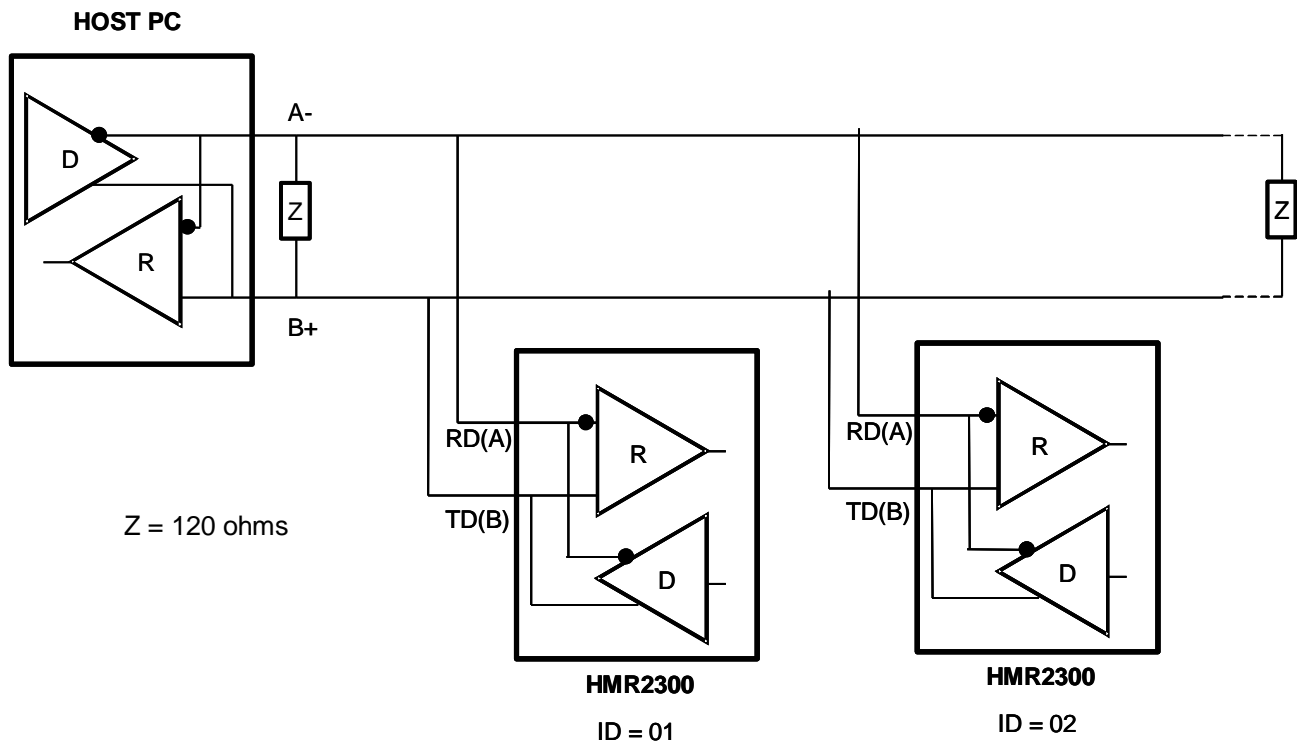 HOST PC
A-
D
Z
Z
R
B+
RD(A)
R
RD(A)
R
TD(B)
TD(B)
Z = 120 ohms
D
D
HMR2300
HMR2300
ID = 01
ID = 02